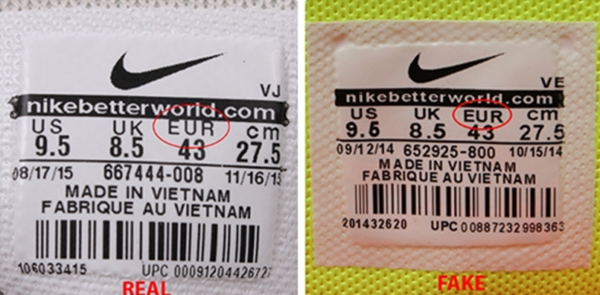 VJ
nikebetterworld.com
US UK EUR cm
9.5 8.5 43 27.5
08/17/15 667444-008 11/16/15
MADE IN VIETNAM
FABRIQUE AU VIETNAM
106033415 UPC 00091204426727
REAL
VE
nikebetterworld.com
US UK EUR cm
9.5 8.5 43 27.5
09/12/14 652925-800 10/15/14
MADE IN VIETNAM
FABRIQUE AU VIETNAM
201432620 UPC 00887232998363
FAKE